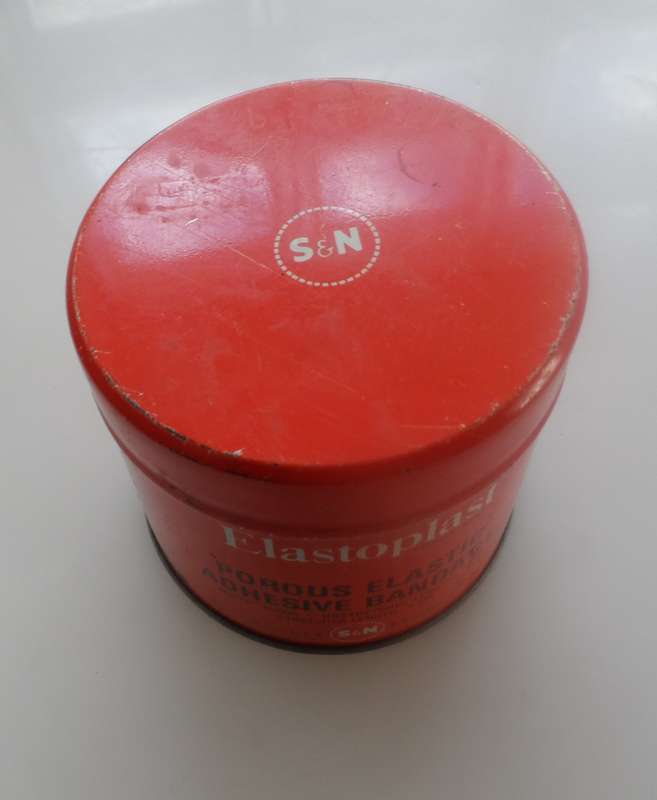 S&N
Elastoplast
POROUS ELASTIC
ADHESIVE BANDAGE
S&N